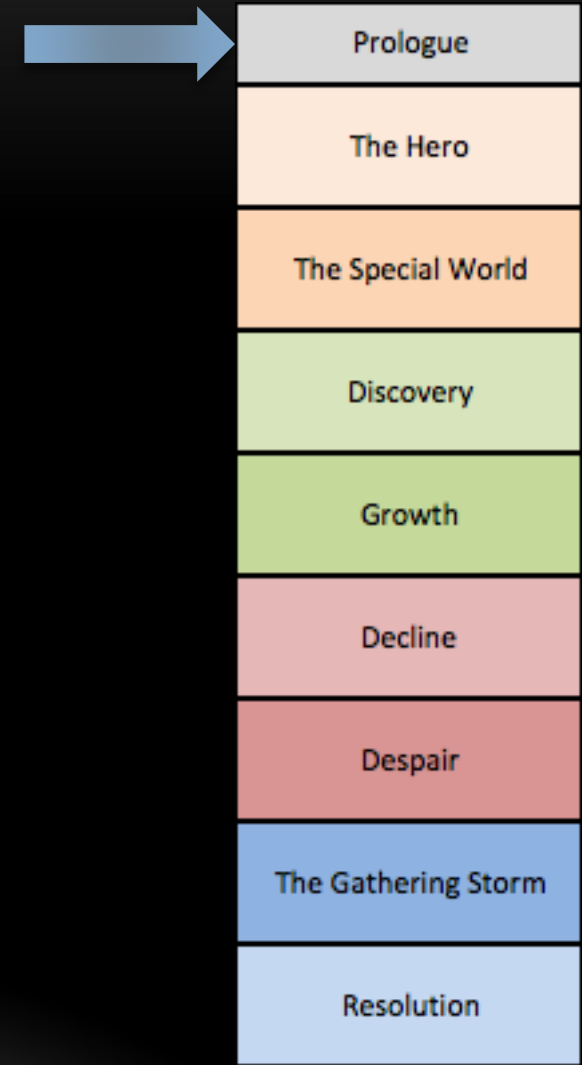 Prologue
The Hero
The Special World
Discovery
Growth
Decline
Despair
The Gathering Storm
Resolution